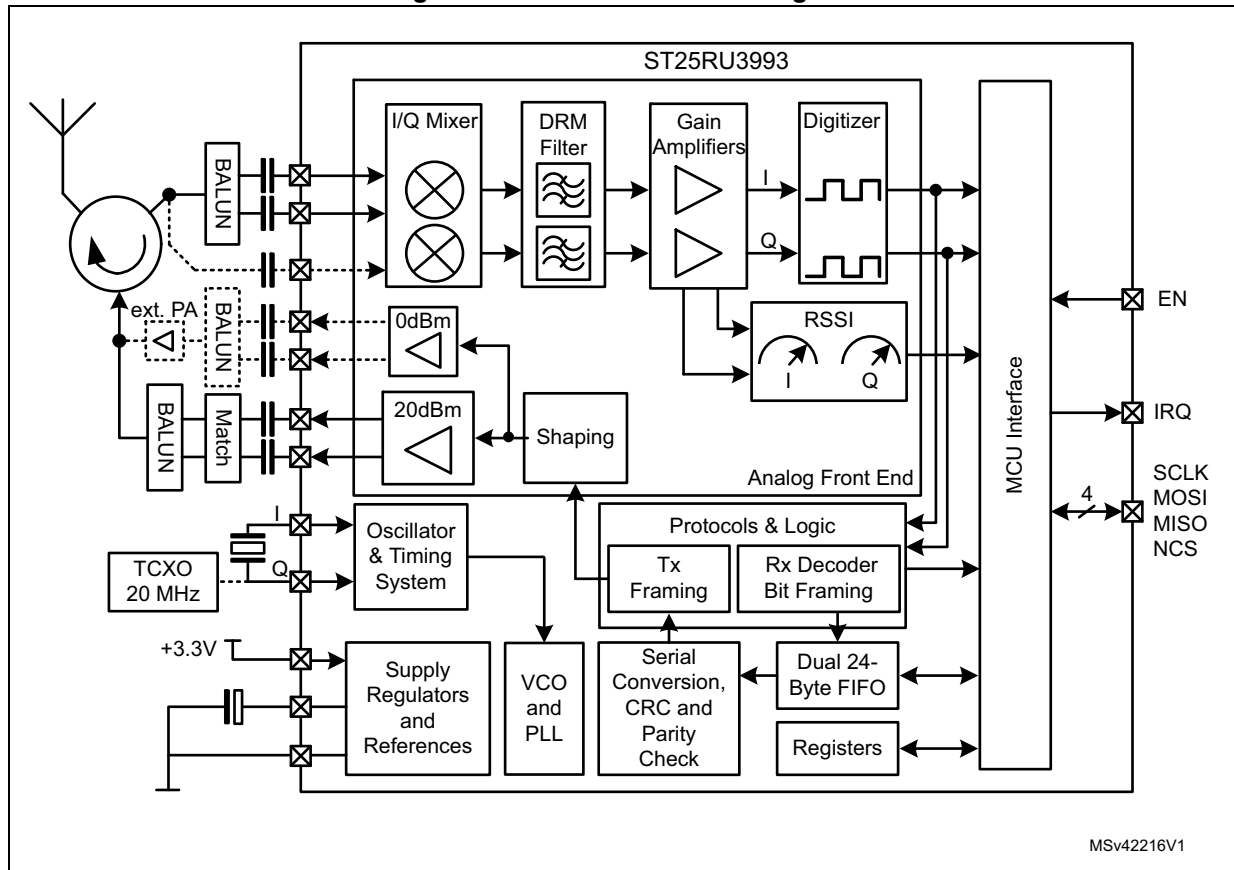 ST25RU3993
I/Q Mixer
DRM
Filter
Gain
Amplifiers
Digitizer
I
Q
BALUN
ext. PA
BALUN
0dBm
RSSI
I
Q
EN
BALUN
Match
20dBm
Shaping
Analog Front End
MCU Interface
IRQ
SCLK
MOSI
MISO
NCS
4
I
Q
TCXO
20 MHz
Oscillator
& Timing
System
Protocols & Logic
Tx
Framing
Rx Decoder
Bit Framing
+3.3V
Supply
Regulators
and
References
VCO
and
PLL
Serial
Conversion,
CRC and
Parity
Check
Dual 24-
Byte FIFO
Registers
MSv42216V1